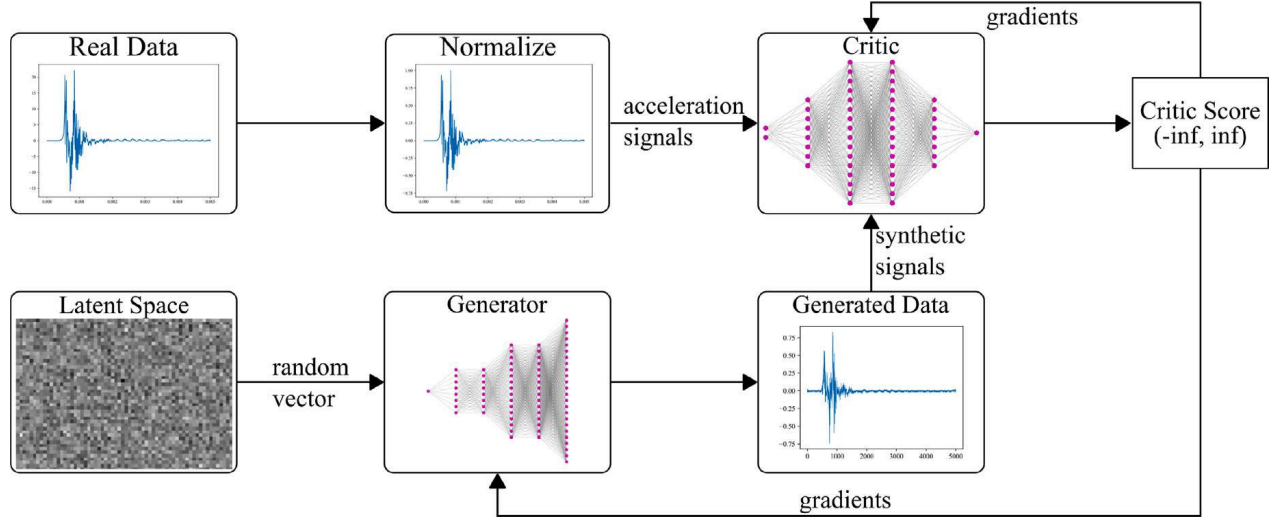 gradients
Real Data
Normalize
Critic
acceleration
signals
Critic Score
(-inf, inf)
synthetic
signals
Latent Space
Generator
Generated Data
random
vector
0.75
0.50
0.25
0.00
−0.25
−0.50
−0.75
0 1000 2000 3000 4000 5000
gradients